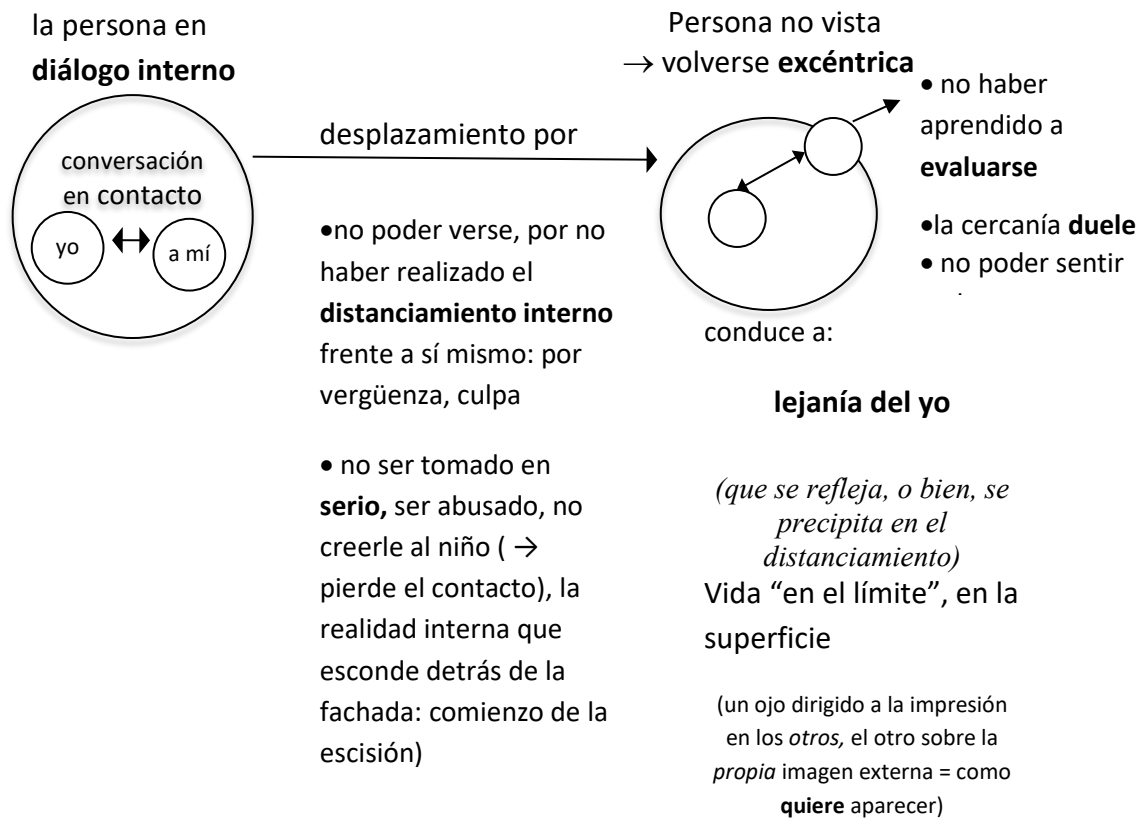 la persona en
diálogo interno
conversación
en contacto
yo
a mí
desplazamiento por
•no poder verse, por no
haber realizado el
distanciamiento interno
frente a sí mismo: por
vergüenza, culpa
• no ser tomado en
serio, ser abusado, no
creerle al niño ( →
pierde el contacto), la
realidad interna que
esconde detrás de la
fachada: comienzo de la
escisión)
Persona no vista
→ volverse excéntrica
• no haber
aprendido a
evaluarse
•la cercanía duele
• no poder sentir
conduce a:
lejanía del yo
(que se refleja, o bien, se
precipita en el
distanciamiento)
Vida “en el límite”, en la
superficie
(un ojo dirigido a la impresión
en los otros, el otro sobre la
propia imagen externa = como
quiere aparecer)